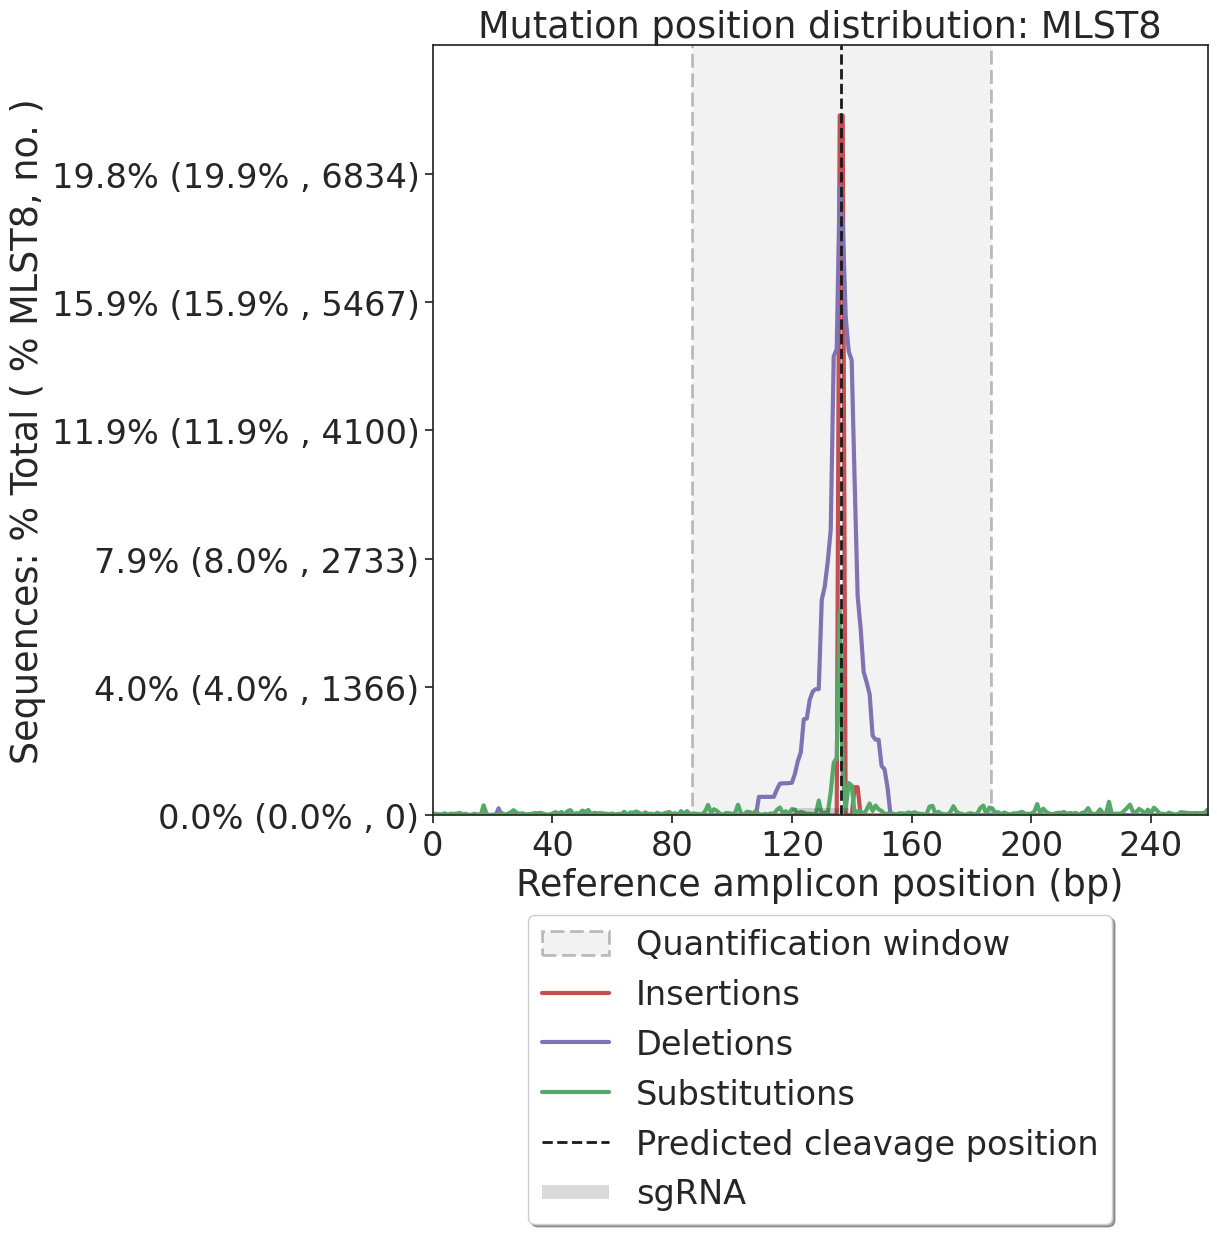 Mutation position distribution: MLST8
Sequences: % Total ( % MLST8, no. )
19.8% (19.9% , 6834)
15.9% (15.9% , 5467)
11.9% (11.9% , 4100)
7.9% (8.0% , 2733)
4.0% (4.0% , 1366)
0.0% (0.0% , 0)
0 40 80 120 160 200 240
Reference amplicon position (bp)
Quantification window
Insertions
Deletions
Substitutions
Predicted cleavage position
sgRNA